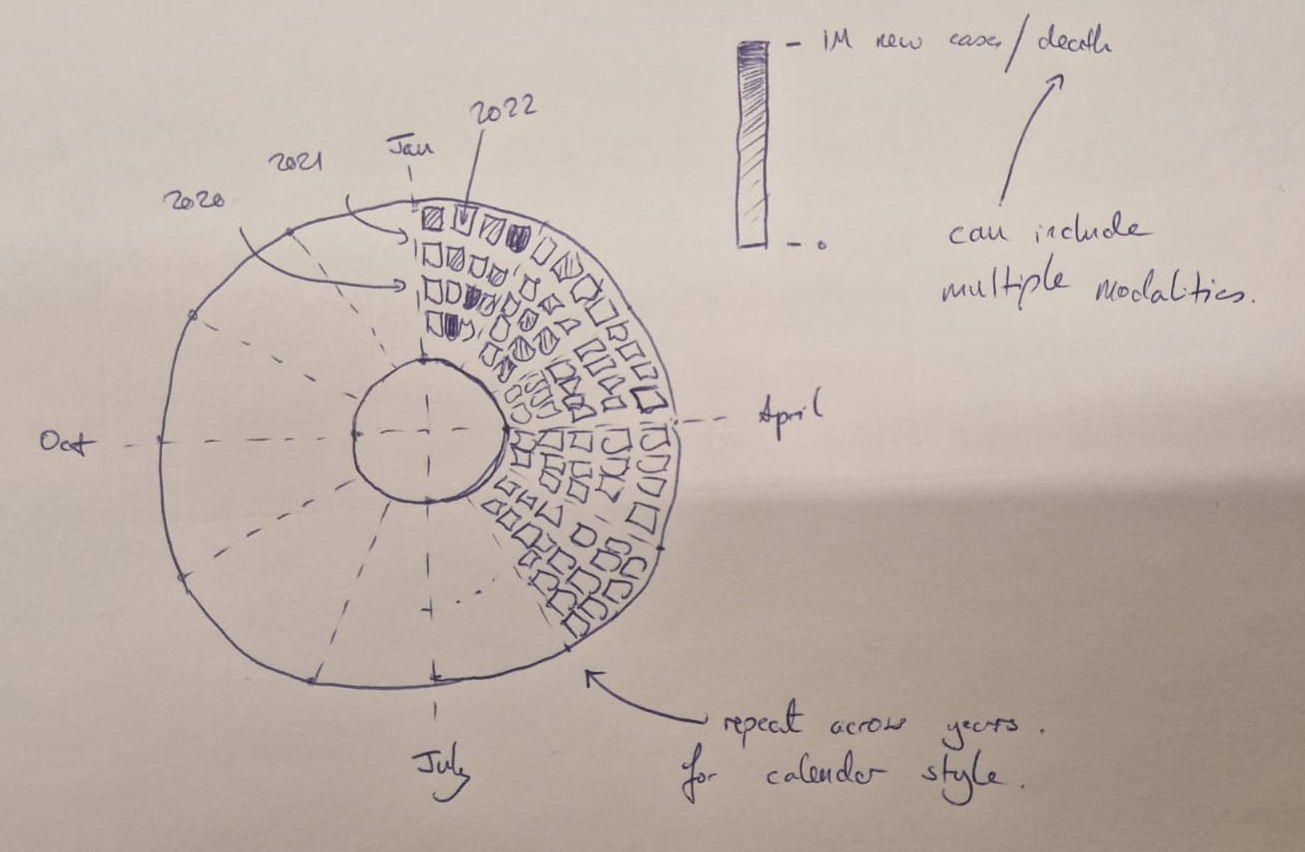 1M new cases/death
2022
Jan
2021
2020
can include
multiple modalities.
April
Oct
repeat across years.
for calender style.
July
- 0